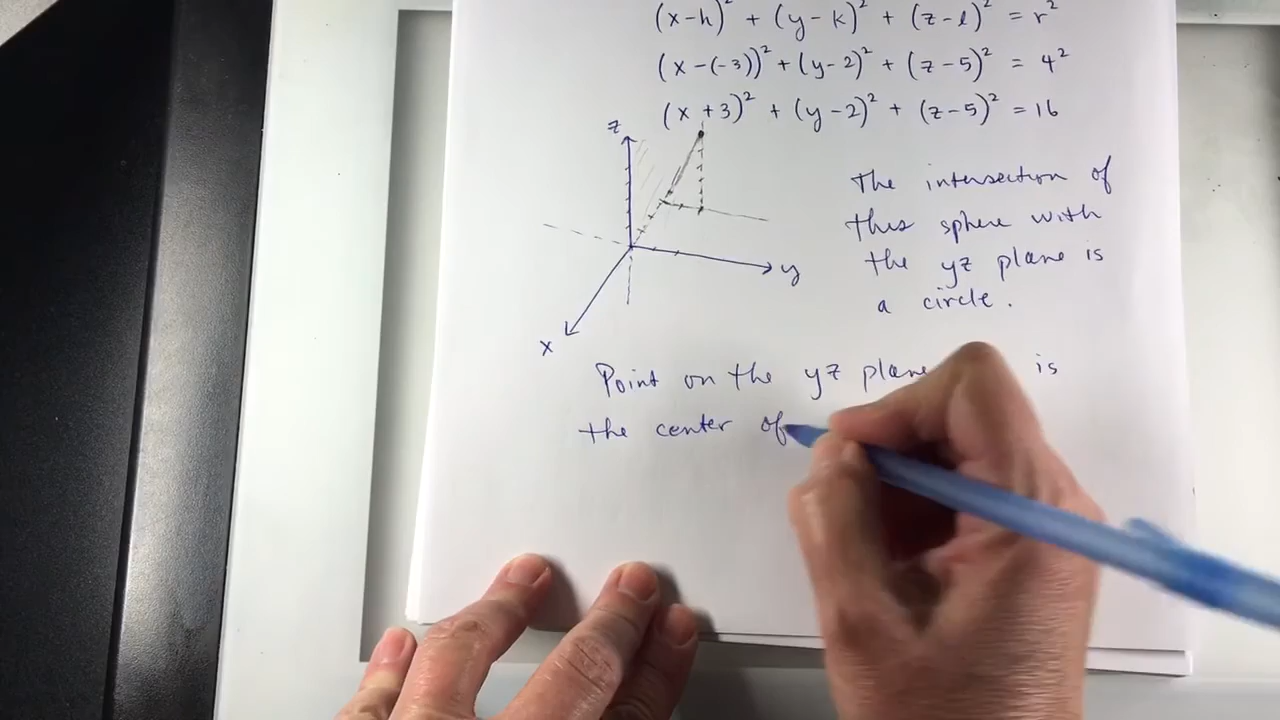 (x-h)² + (y-k)² + (z-l)² = r²
(x-(-3))² + (y-2)² + (z-5)² = 4²
(x+3)² + (y-2)² + (z-5)² = 16
z
y
x
The intersection of
this sphere with
the yz plane is
a circle.
Point on the yz plane is
the center of